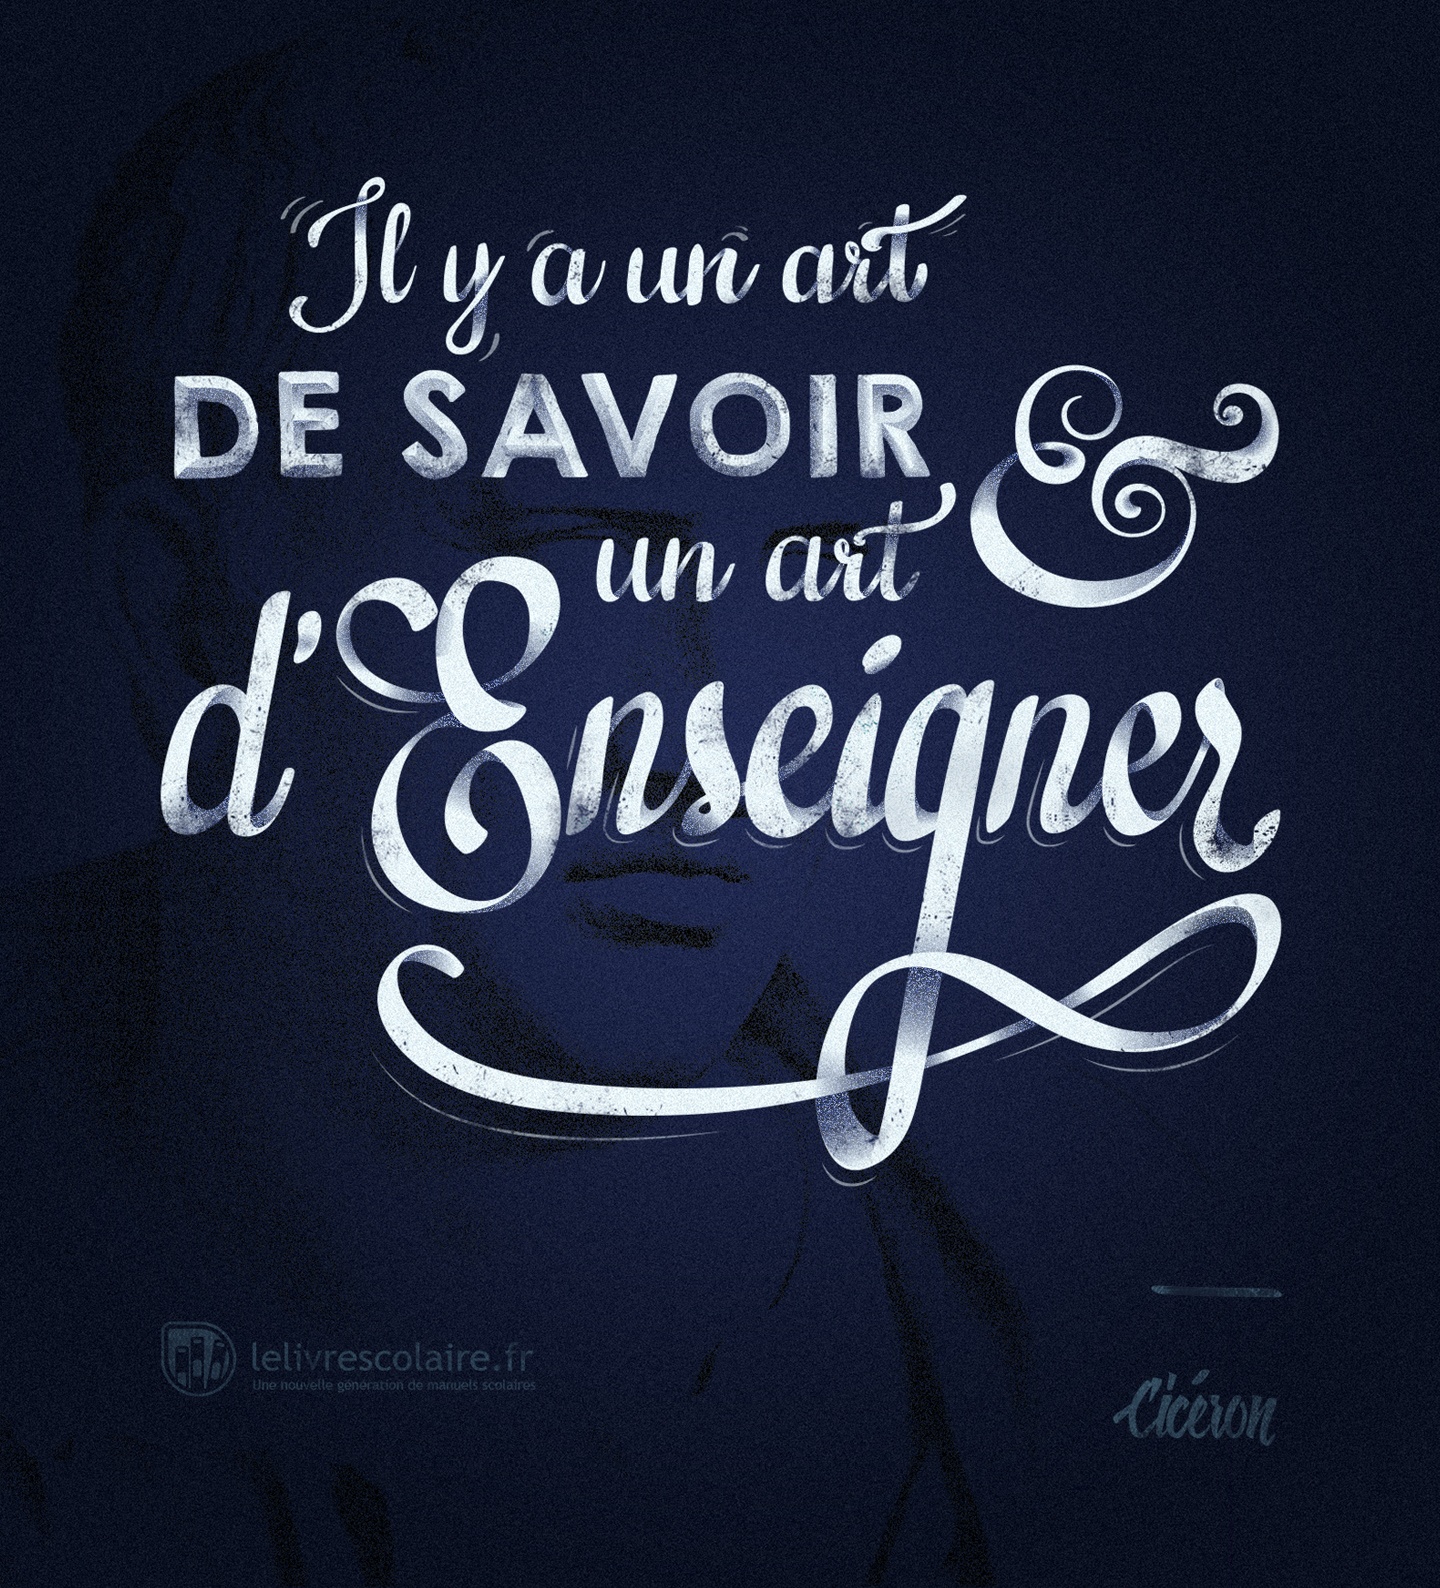 Il y a un art
DE SAVOIR &
un art
d'Enseigner
lelivrescolaire.fr
Une nouvelle génération de manuels scolaires
Cicéron